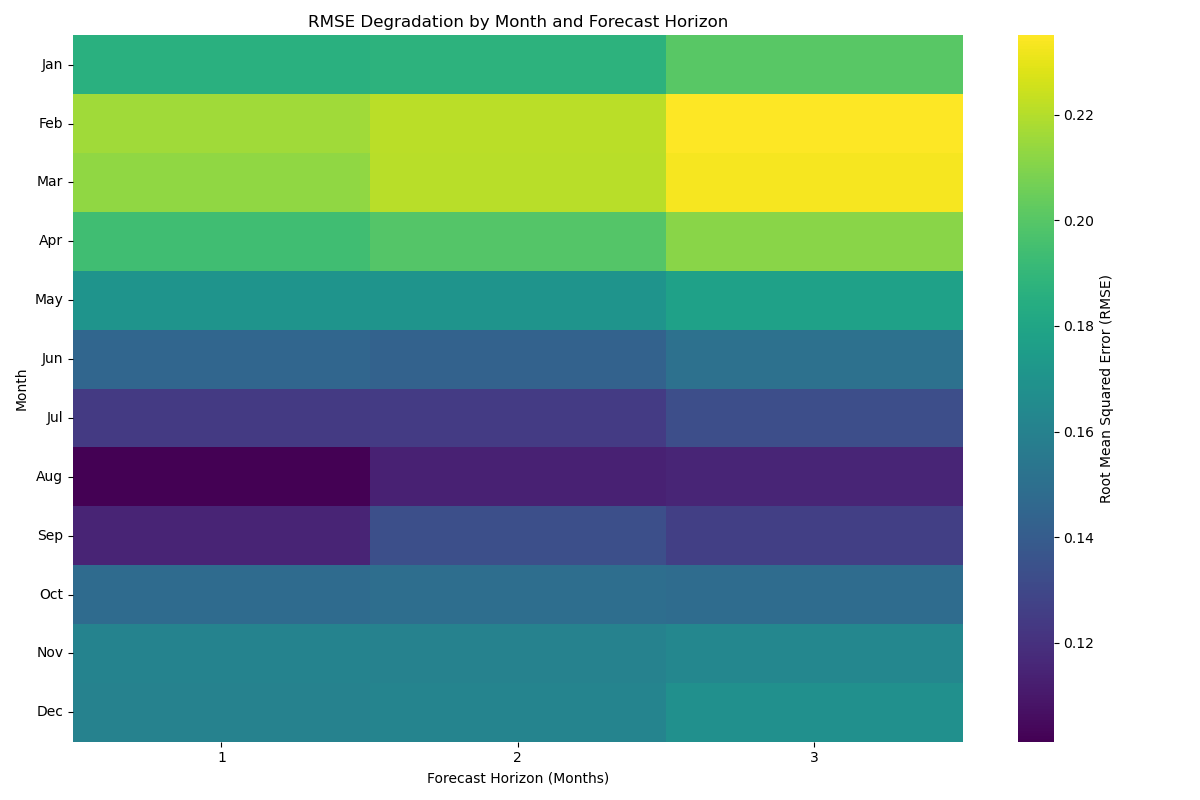 RMSE Degradation by Month and Forecast Horizon
Month
Jan
Feb
Mar
Apr
May
Jun
Jul
Aug
Sep
Oct
Nov
Dec
1 2 3
Forecast Horizon (Months)
0.22
0.20
0.18
0.16
0.14
0.12
Root Mean Squared Error (RMSE)